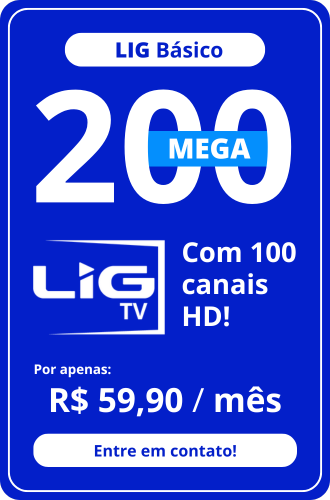 LIG Básico
200
MEGA
LIG
TV
Com 100
canais
HD!
Por apenas:
R$ 59,90 / mês
Entre em contato!